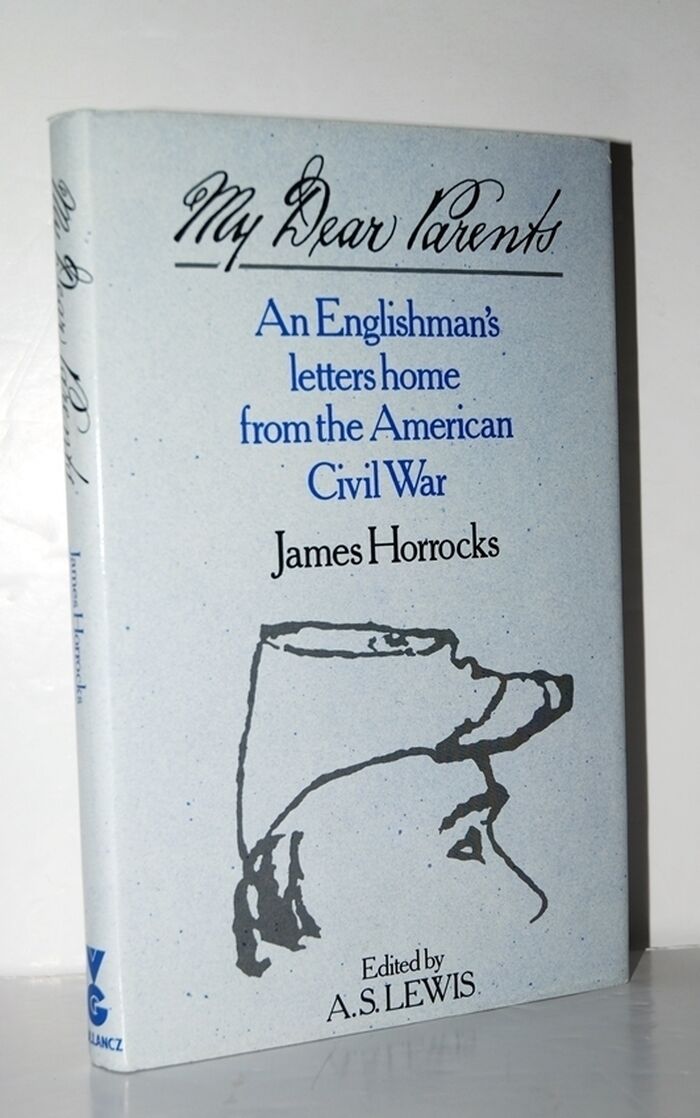 My Dear Parents
An Englishman's
letters home
from the American
Civil War
James Horrocks
Edited by
A.S. LEWIS
My Dear Parents
James Horrocks
VG